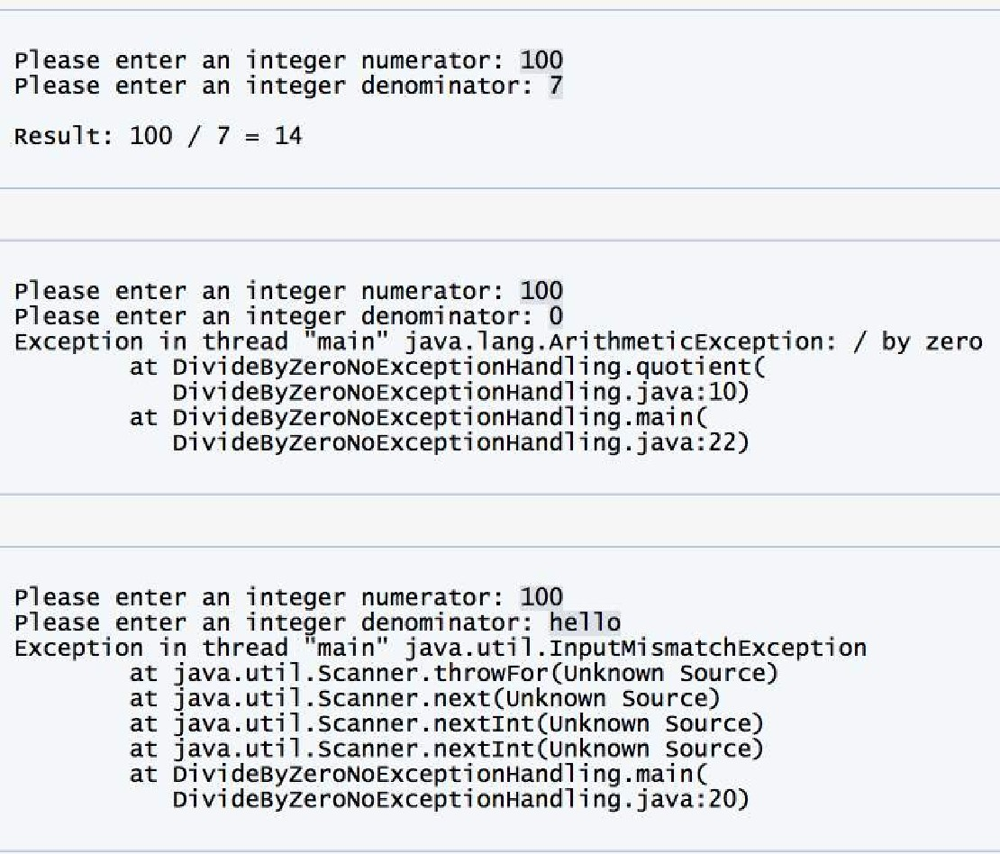 Please enter an integer numerator: 100
Please enter an integer denominator: 7
Result: 100 / 7 = 14
Please enter an integer numerator: 100
Please enter an integer denominator: 0
Exception in thread "main" java.lang.ArithmeticException: / by zero
at DivideByZeroNoExceptionHandling.quotient(
DivideByZeroNoExceptionHandling.java:10)
at DivideByZeroNoExceptionHandling.main(
DivideByZeroNoExceptionHandling.java:22)
Please enter an integer numerator: 100
Please enter an integer denominator: hello
Exception in thread "main" java.util.InputMismatchException
at java.util.Scanner.throwFor(Unknown Source)
at java.util.Scanner.next(Unknown Source)
at java.util.Scanner.nextInt(Unknown Source)
at java.util.Scanner.nextInt(Unknown Source)
at DivideByZeroNoExceptionHandling.main(
DivideByZeroNoExceptionHandling.java:20)